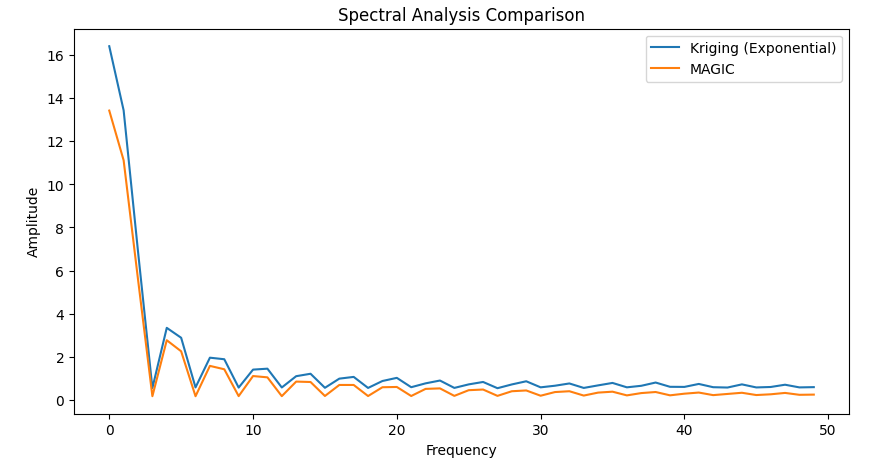 Spectral Analysis Comparison
Kriging (Exponential)
MAGIC
Amplitude
16
14
12
10
8
6
4
2
0
0 10 20 30 40 50
Frequency